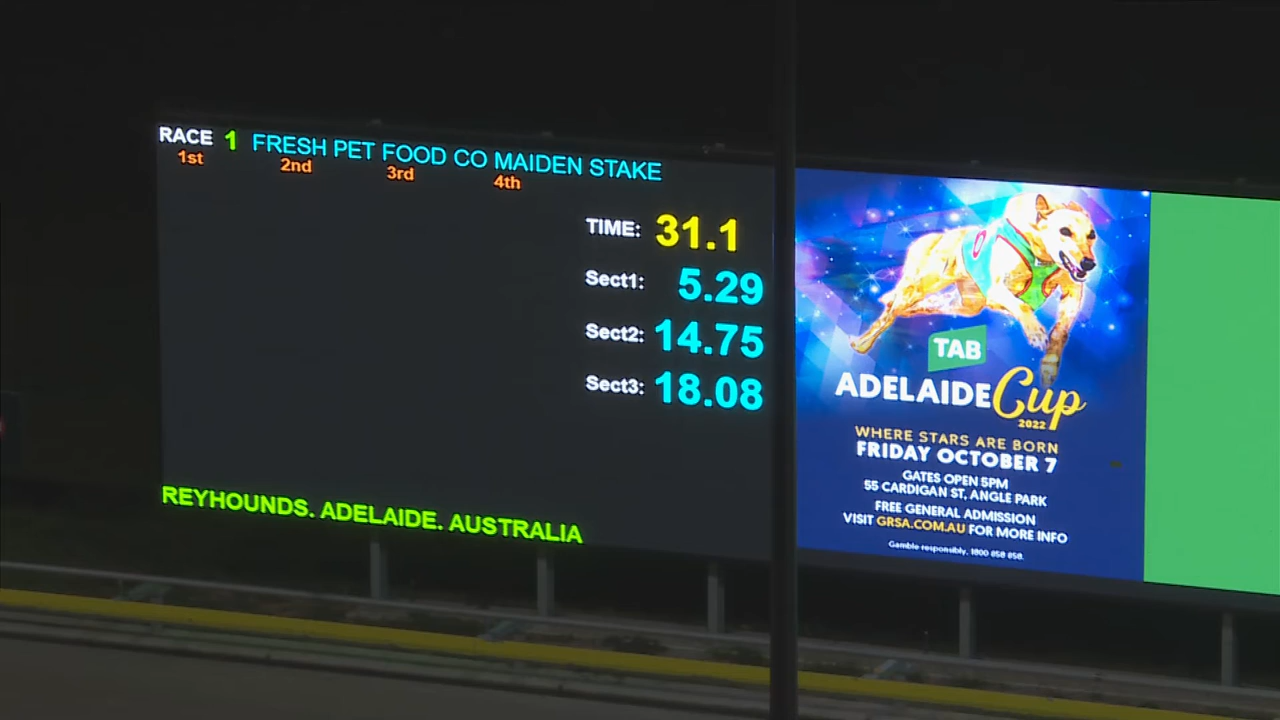 RACE 1 FRESH PET FOOD CO MAIDEN STAKE
1st 2nd 3rd 4th
TIME: 31.1
Sect1: 5.29
Sect2: 14.75
Sect3: 18.08
REYHOUNDS. ADELAIDE. AUSTRALIA
TAB
ADELAIDE Cup
2022
WHERE STARS ARE BORN
FRIDAY OCTOBER 7
GATES OPEN 5PM
55 CARDIGAN ST, ANGLE PARK
FREE GENERAL ADMISSION
VISIT GRSA.COM.AU FOR MORE INFO
Gamble responsibly. 1800 858 858.